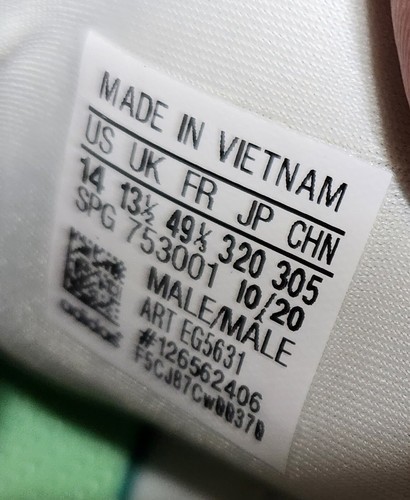 MADE IN VIETNAM
US UK FR JP CHN
14 13½ 49⅓ 320 305
SPG 753001 10/20
MALE/MÂLE
ART EG5631
#126562406
F5CJ87CW00370
adidas